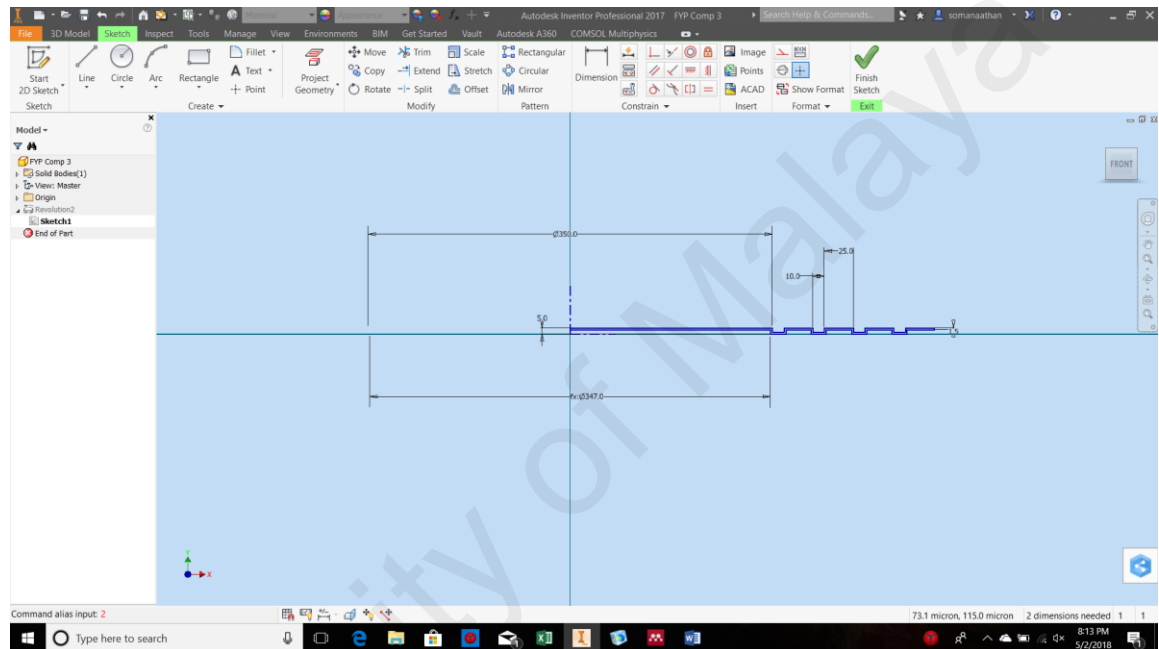 Autodesk Inventor Professional 2017 FYP Comp 3
Search Help & Commands...
somanaathan
File 3D Model Sketch Inspect Tools Manage View Environments BIM Get Started Vault Autodesk A360 COMSOL Multiphysics
Start
2D Sketch
Line
Circle
Arc
Rectangle
Fillet
Text
Point
Project
Geometry
Move
Trim
Scale
Copy
Extend
Stretch
Rotate
Split
Offset
Rectangular
Circular
Mirror
Dimension
Image
Points
ACAD
Show Format
Finish
Sketch
Sketch Create Modify Pattern Constrain Insert Format Exit
Model
FYP Comp 3
Solid Bodies(1)
View: Master
Origin
Revolution2
Sketch1
End of Part
FRONT
Ø350.0
25.0
10.0
5.0
1.5
fx:Ø347.0
Y
X
University of Malaya
Command alias input: 2
73.1 micron, 115.0 micron 2 dimensions needed 1 1
Type here to search
8:13 PM
5/2/2018